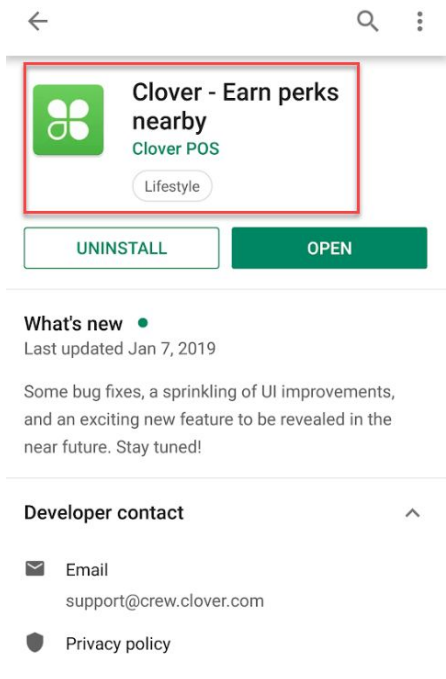 Clover - Earn perks
nearby
Clover POS
Lifestyle
UNINSTALL
OPEN
What's new
Last updated Jan 7, 2019
Some bug fixes, a sprinkling of UI improvements,
and an exciting new feature to be revealed in the
near future. Stay tuned!
Developer contact
Email
support@crew.clover.com
Privacy policy